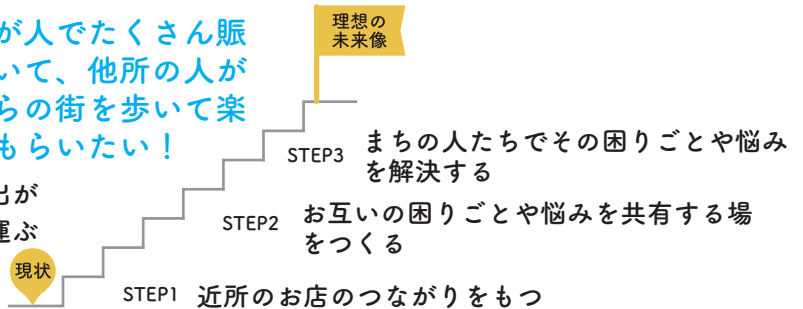 が人でたくさん賑
いて、他所の人が
らの街を歩いて楽
もらいたい！
出が
運ぶ
現状
理想の
未来像
STEP3 まちの人たちでその困りごとや悩み
を解決する
STEP2 お互いの困りごとや悩みを共有する場
をつくる
STEP1 近所のお店のつながりをもつ